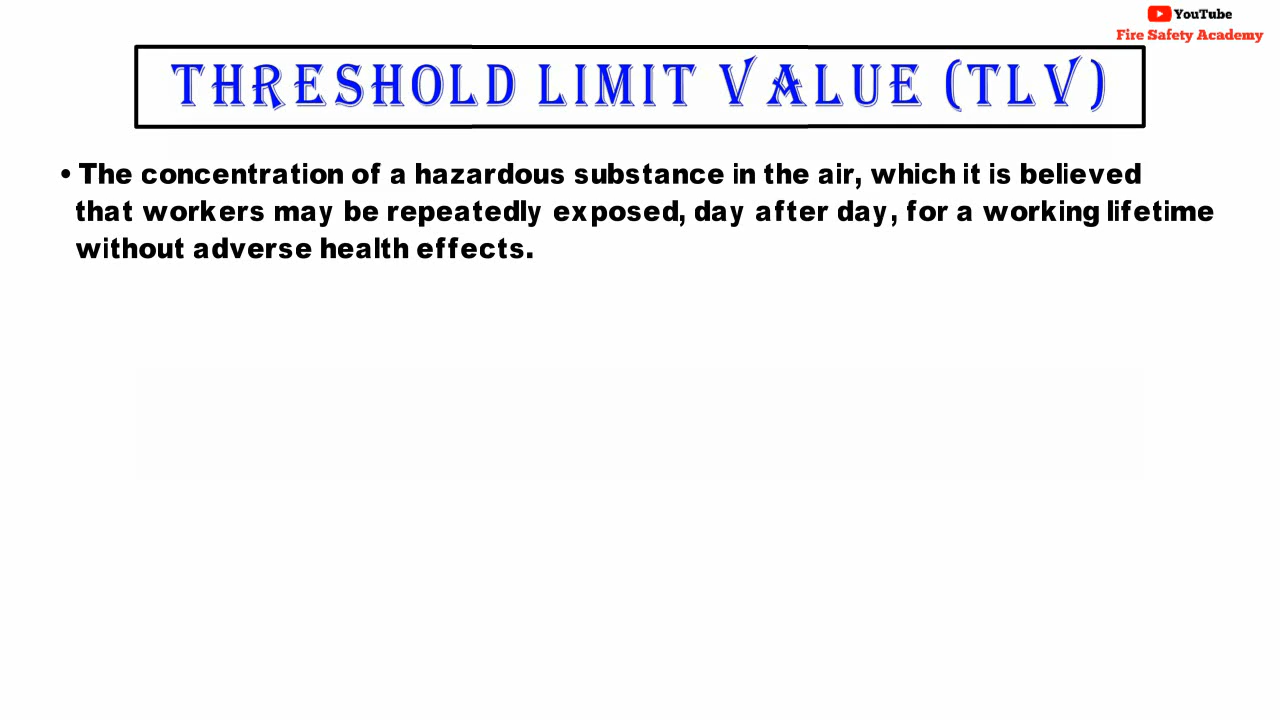 YouTube
Fire Safety Academy
THRESHOLD LIMIT VALUE (TLV)
• The concentration of a hazardous substance in the air, which it is believed
that workers may be repeatedly exposed, day after day, for a working lifetime
without adverse health effects.